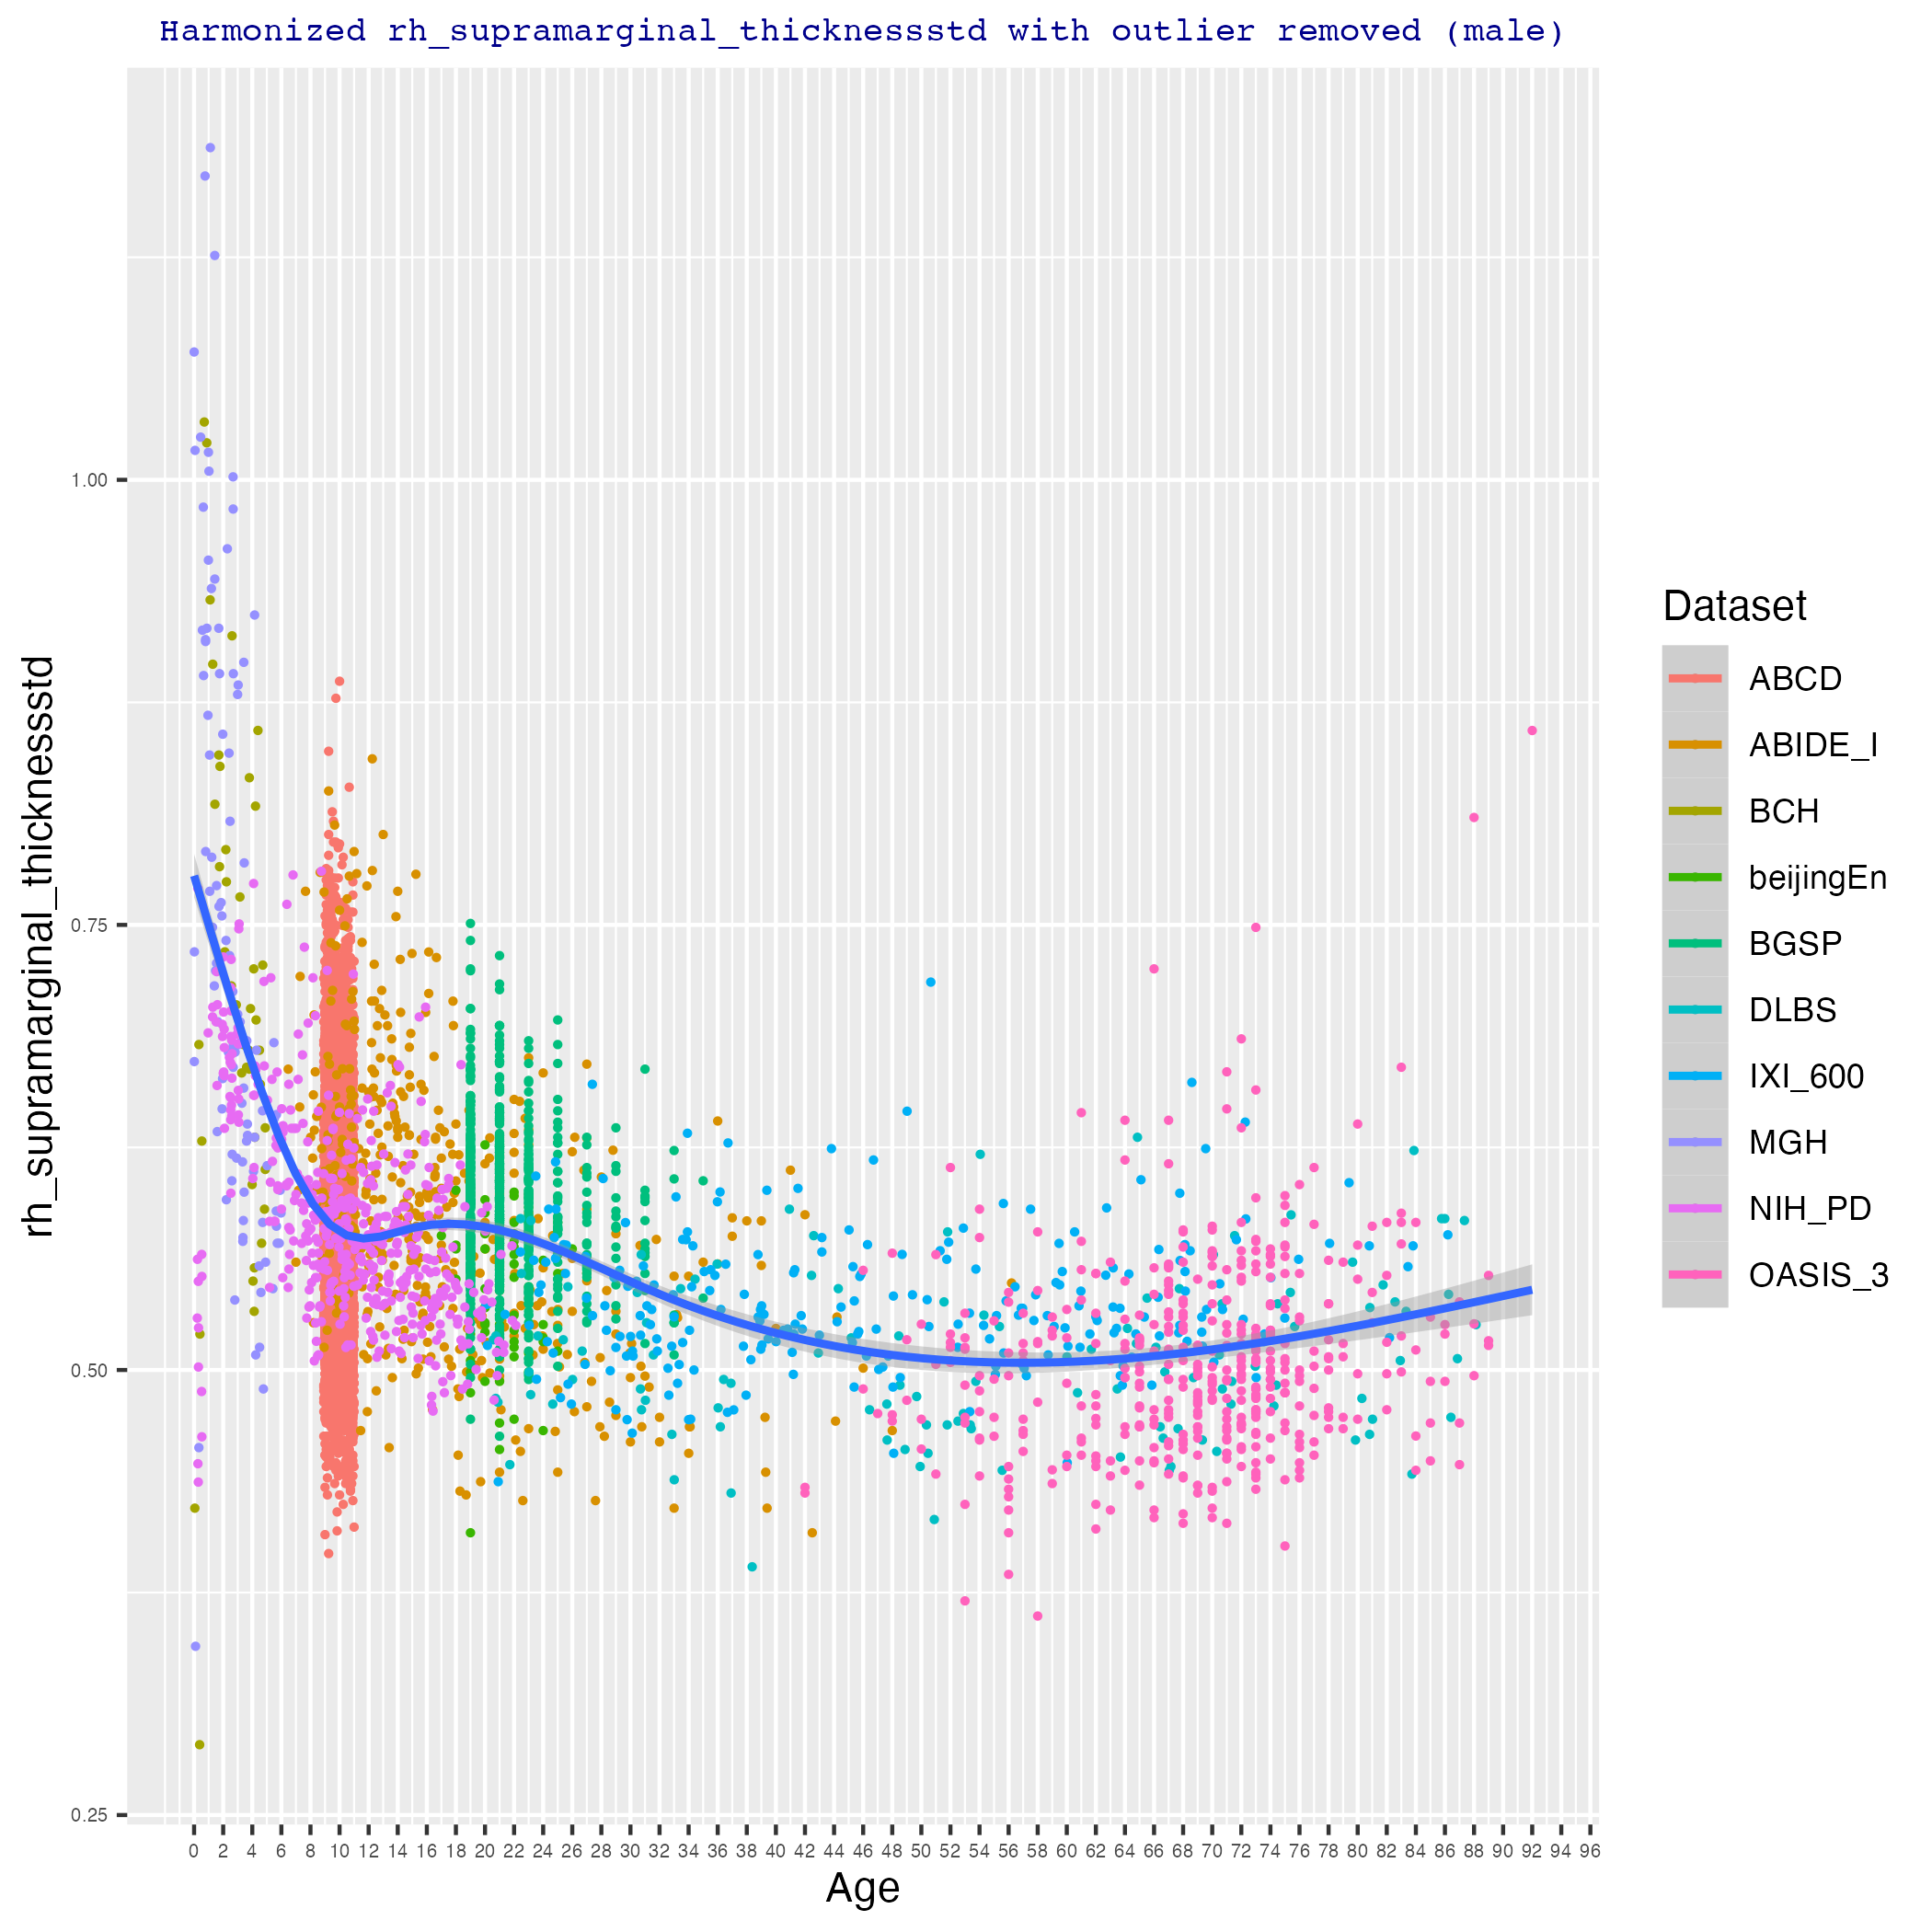 Harmonized rh_supramarginal_thicknessstd with outlier removed (male)
rh_supramarginal_thicknessstd
1.00
0.75
0.50
0.25
0 2 4 6 8 10 12 14 16 18 20 22 24 26 28 30 32 34 36 38 40 42 44 46 48 50 52 54 56 58 60 62 64 66 68 70 72 74 76 78 80 82 84 86 88 90 92 94 96
Age
Dataset
ABCD
ABIDE_I
BCH
beijingEn
BGSP
DLBS
IXI_600
MGH
NIH_PD
OASIS_3